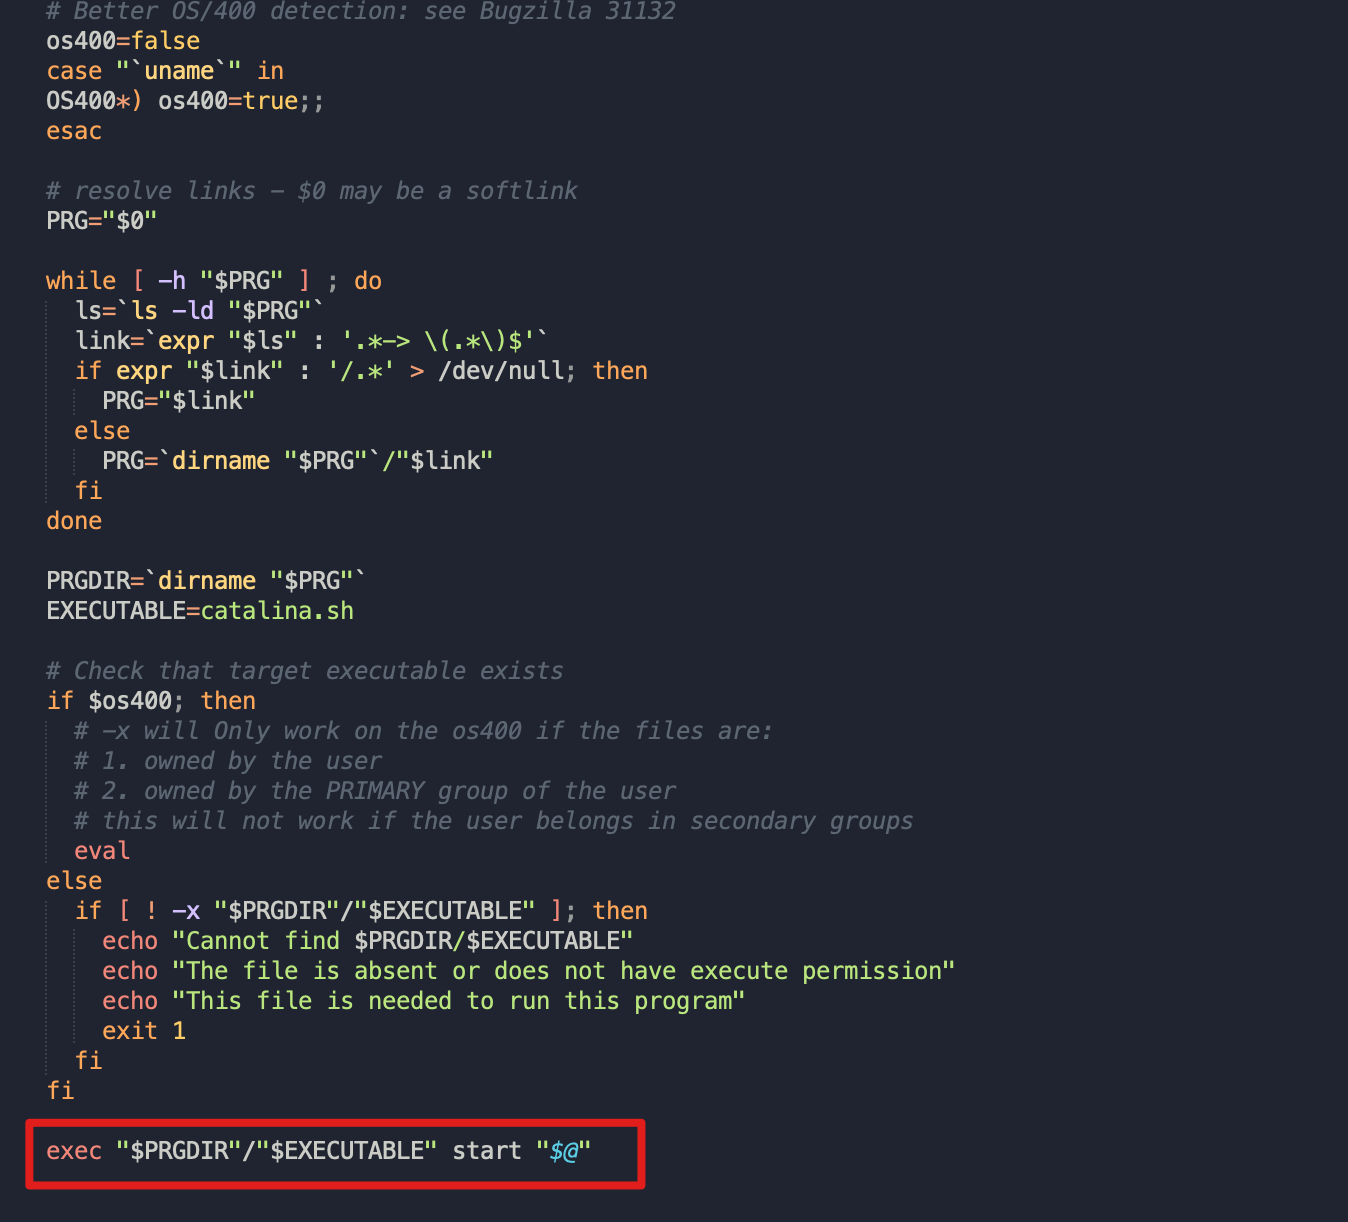 # Better OS/400 detection: see Bugzilla 31132
os400=false
case "`uname`" in
OS400*) os400=true;;
esac

# resolve links - $0 may be a softlink
PRG="$0"

while [ -h "$PRG" ] ; do
  ls=`ls -ld "$PRG"`
  link=`expr "$ls" : '.*-> \(.*\)$'`
  if expr "$link" : '/.*' > /dev/null; then
    PRG="$link"
  else
    PRG=`dirname "$PRG"`/"$link"
  fi
done

PRGDIR=`dirname "$PRG"`
EXECUTABLE=catalina.sh

# Check that target executable exists
if $os400; then
  # -x will Only work on the os400 if the files are:
  # 1. owned by the user
  # 2. owned by the PRIMARY group of the user
  # this will not work if the user belongs in secondary groups
  eval
else
  if [ ! -x "$PRGDIR"/"$EXECUTABLE" ]; then
    echo "Cannot find $PRGDIR/$EXECUTABLE"
    echo "The file is absent or does not have execute permission"
    echo "This file is needed to run this program"
    exit 1
  fi
fi

exec "$PRGDIR"/"$EXECUTABLE" start "$@"